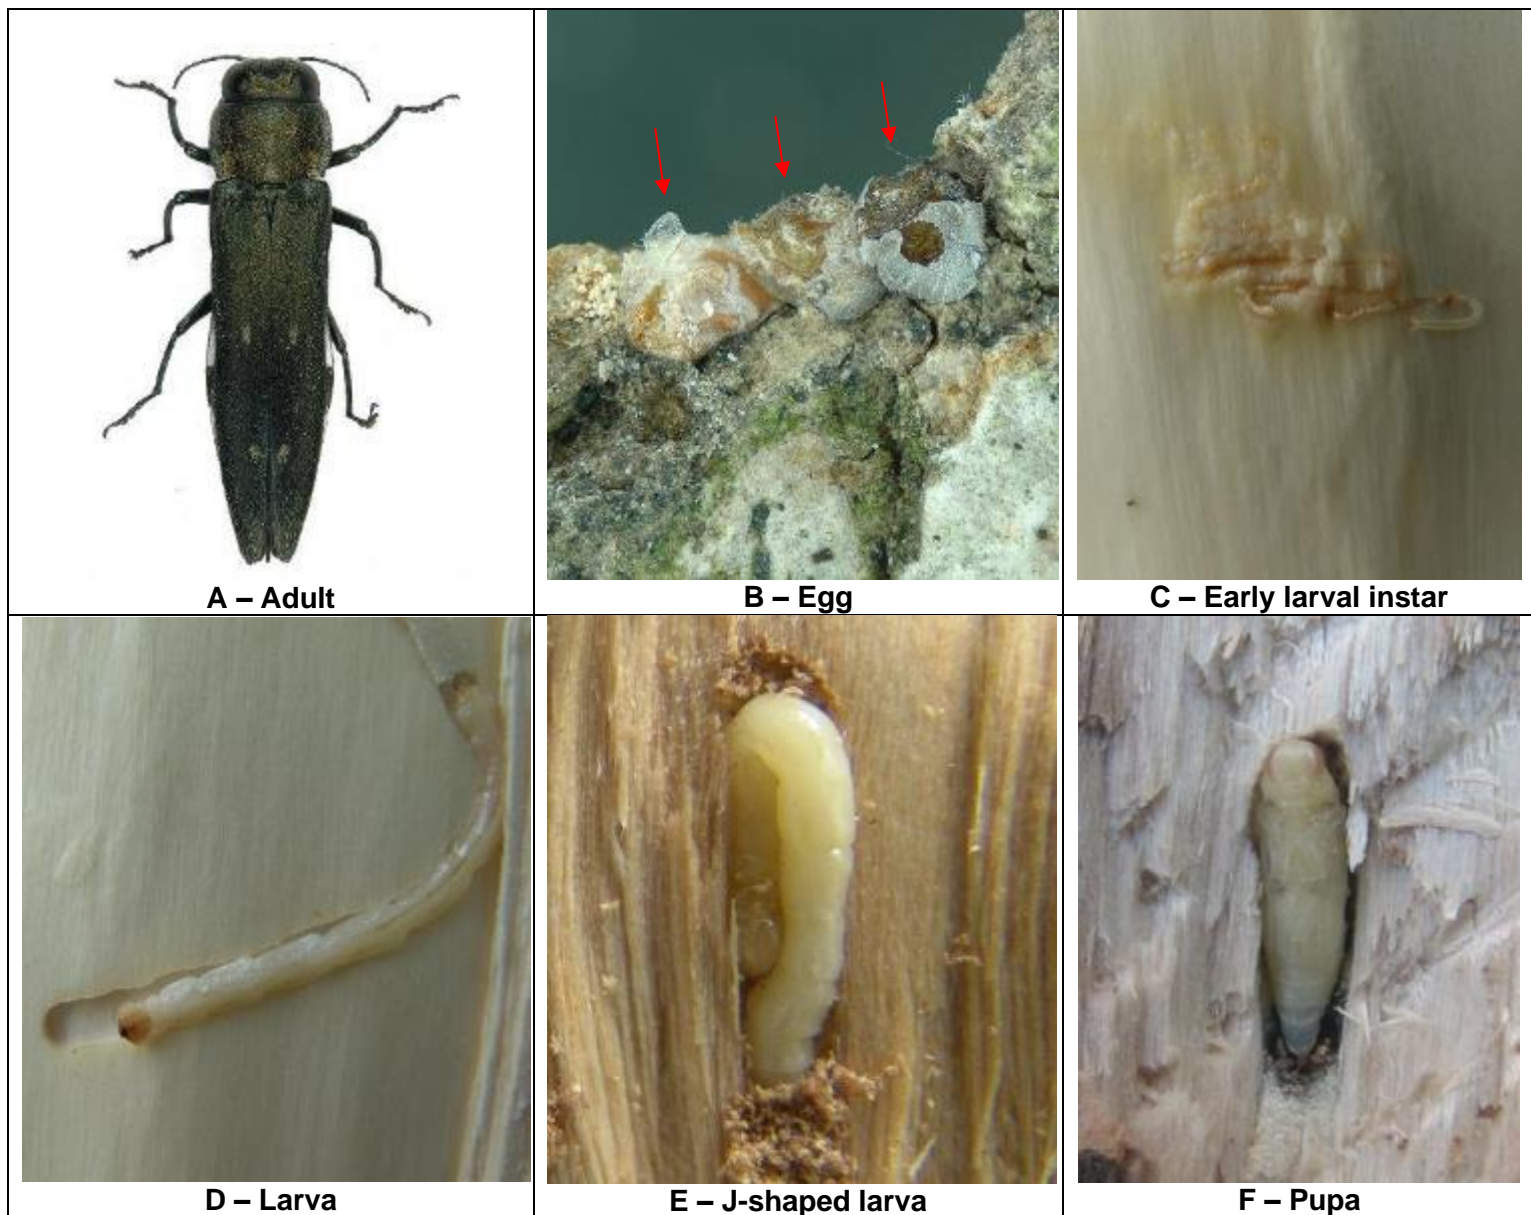 A – Adult
B – Egg
C – Early larval instar
D – Larva
E – J-shaped larva
F – Pupa